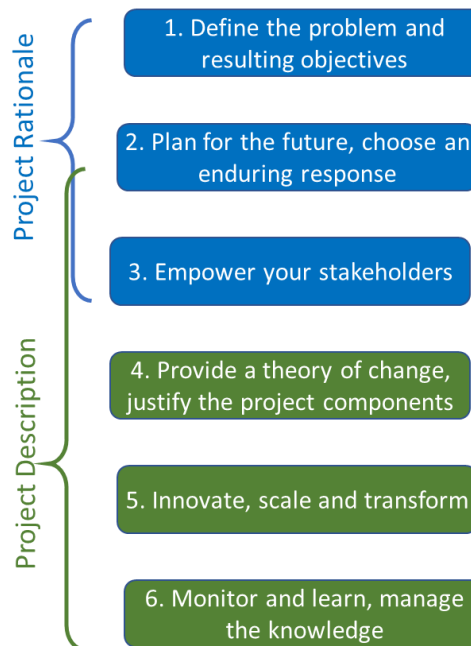 Project Rationale
1. Define the problem and
resulting objectives
2. Plan for the future, choose an
enduring response
3. Empower your stakeholders
Project Description
4. Provide a theory of change,
justify the project components
5. Innovate, scale and transform
6. Monitor and learn, manage
the knowledge